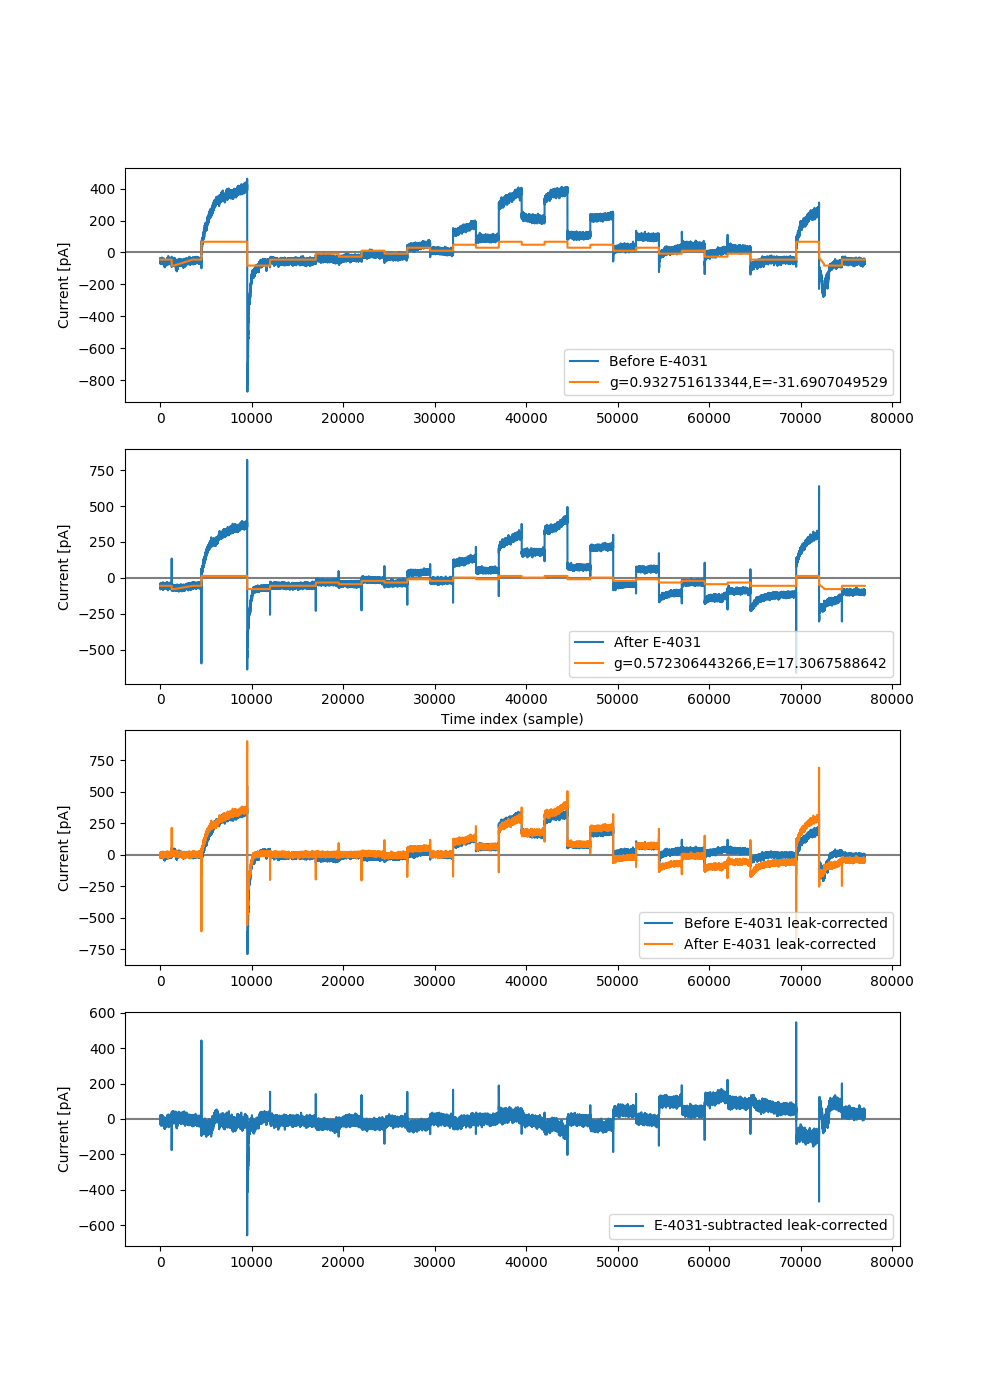 400
200
0
−200
−400
−600
−800
Current [pA]
Before E-4031
g=0.932751613344,E=-31.6907049529
0 10000 20000 30000 40000 50000 60000 70000 80000
750
500
250
0
−250
−500
Current [pA]
After E-4031
g=0.572306443266,E=17.3067588642
0 10000 20000 30000 40000 50000 60000 70000 80000
Time index (sample)
750
500
250
0
−250
−500
−750
Current [pA]
Before E-4031 leak-corrected
After E-4031 leak-corrected
0 10000 20000 30000 40000 50000 60000 70000 80000
600
400
200
0
−200
−400
−600
Current [pA]
E-4031-subtracted leak-corrected
0 10000 20000 30000 40000 50000 60000 70000 80000